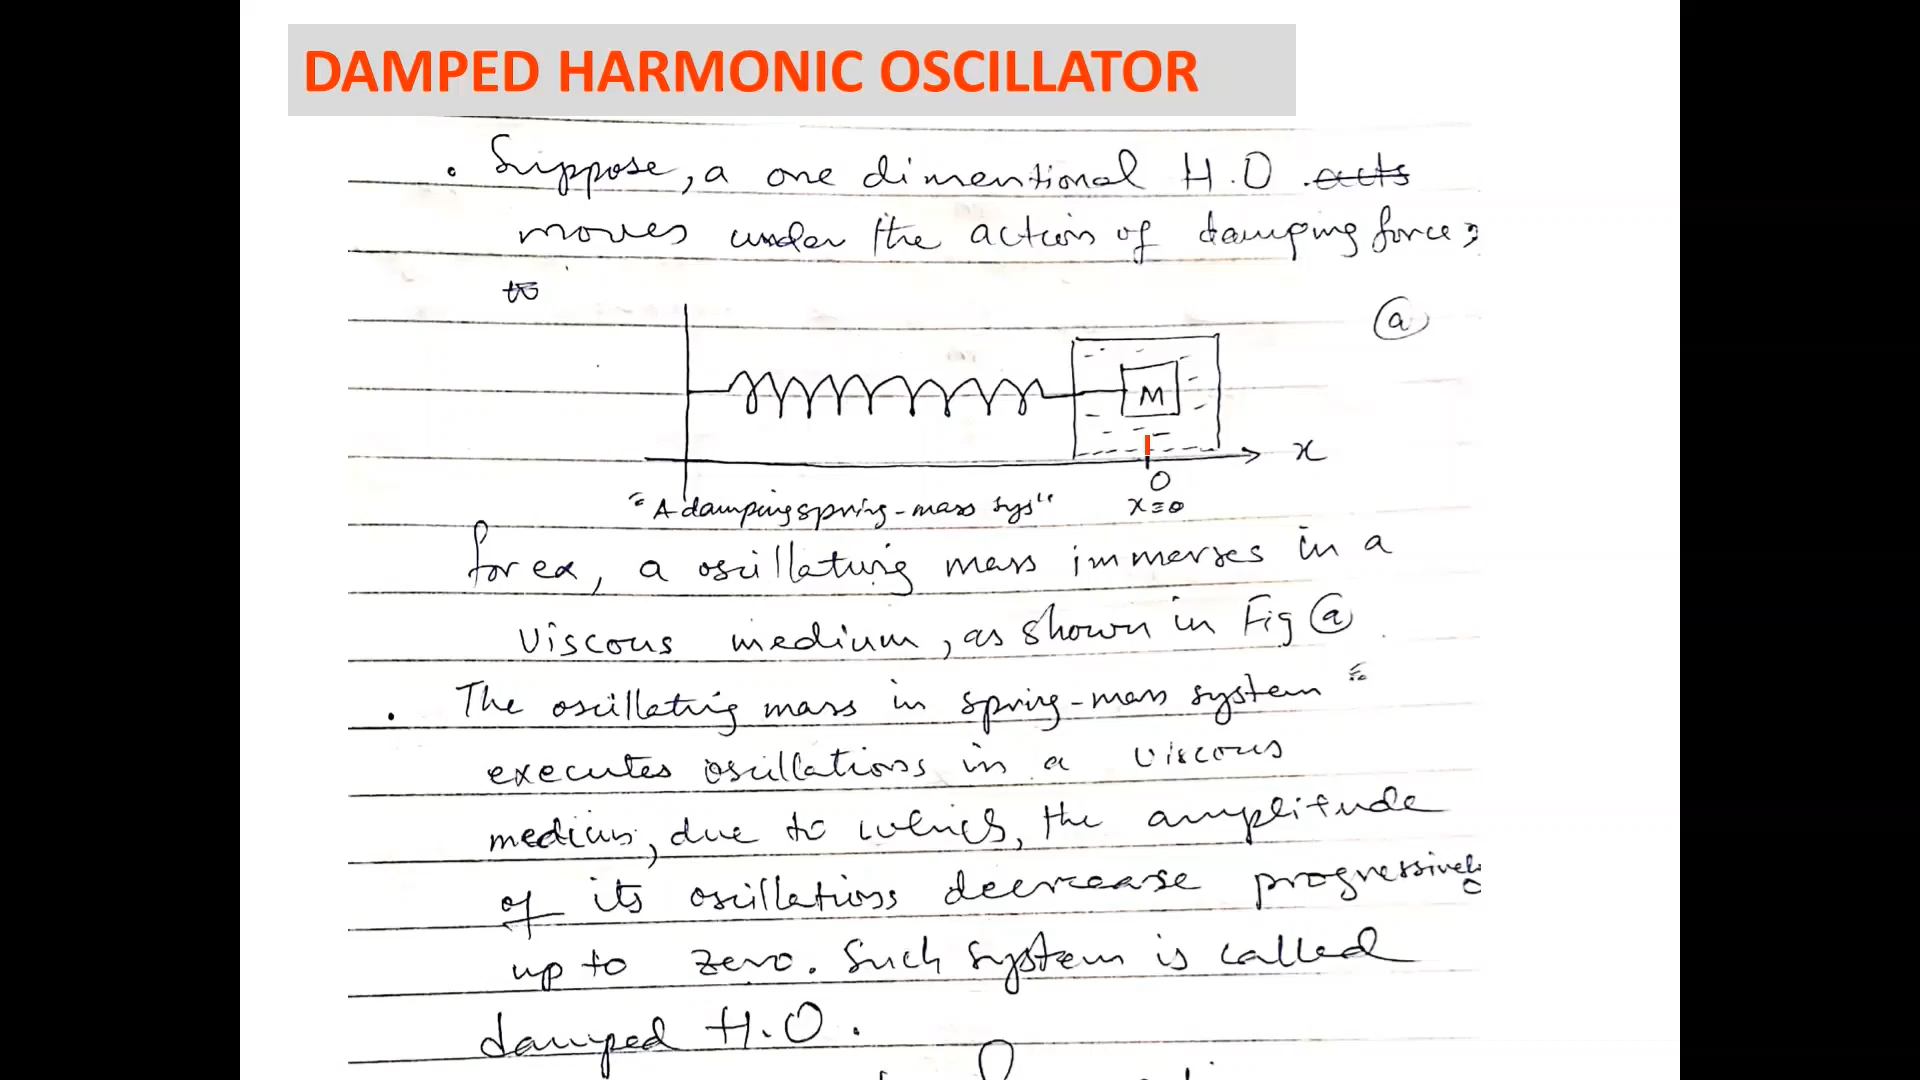 DAMPED HARMONIC OSCILLATOR
. Suppose, a one dimentional H.O. acts
moves under the action of damping force,
to
(a)
M
x
O
x=0
"A damping spring-mass sys"
for ex, a oscillating mass immerses in a
viscous medium, as shown in Fig (a)
. The oscillating mass in spring-mass system
executes oscillations in a viscous
medium, due to which, the amplitude
of its oscillations decrease progressively
up to zero. Such system is called
damped H.O.